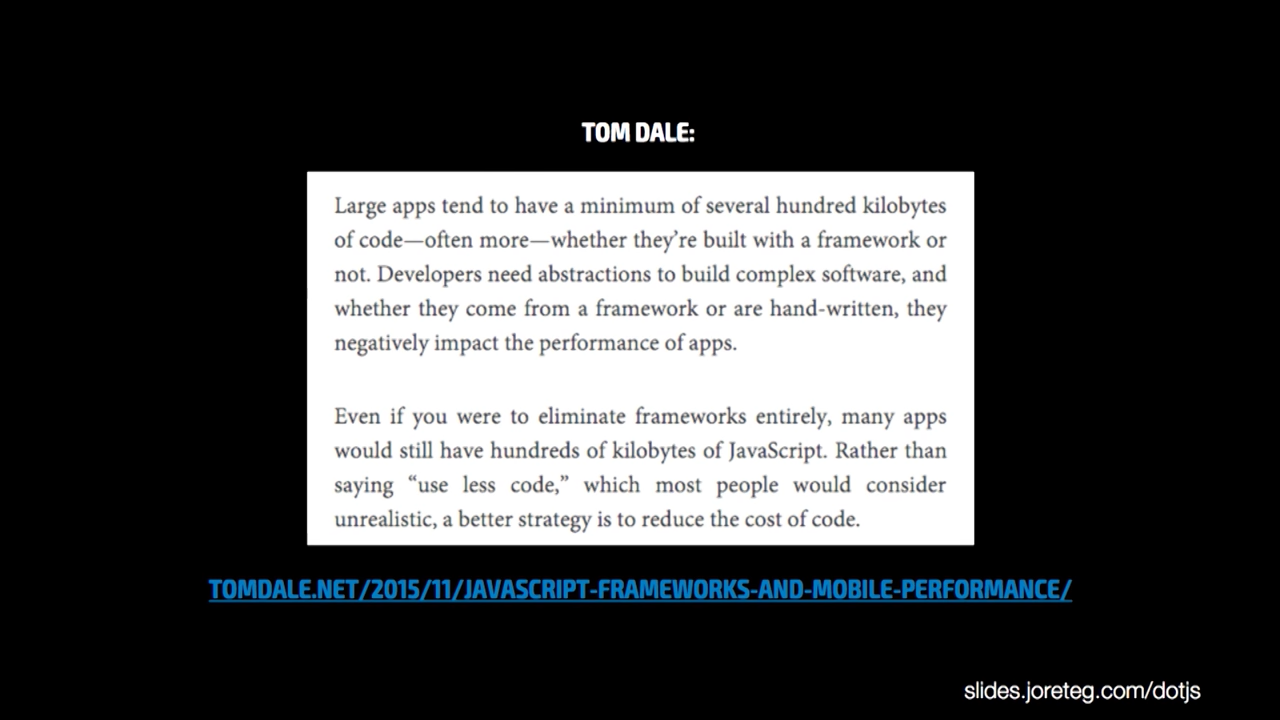 TOM DALE:
Large apps tend to have a minimum of several hundred kilobytes
of code—often more—whether they're built with a framework or
not. Developers need abstractions to build complex software, and
whether they come from a framework or are hand-written, they
negatively impact the performance of apps.
Even if you were to eliminate frameworks entirely, many apps
would still have hundreds of kilobytes of JavaScript. Rather than
saying “use less code,” which most people would consider
unrealistic, a better strategy is to reduce the cost of code.
TOMDALE.NET/2015/11/JAVASCRIPT-FRAMEWORKS-AND-MOBILE-PERFORMANCE/
slides.joreteg.com/dotjs